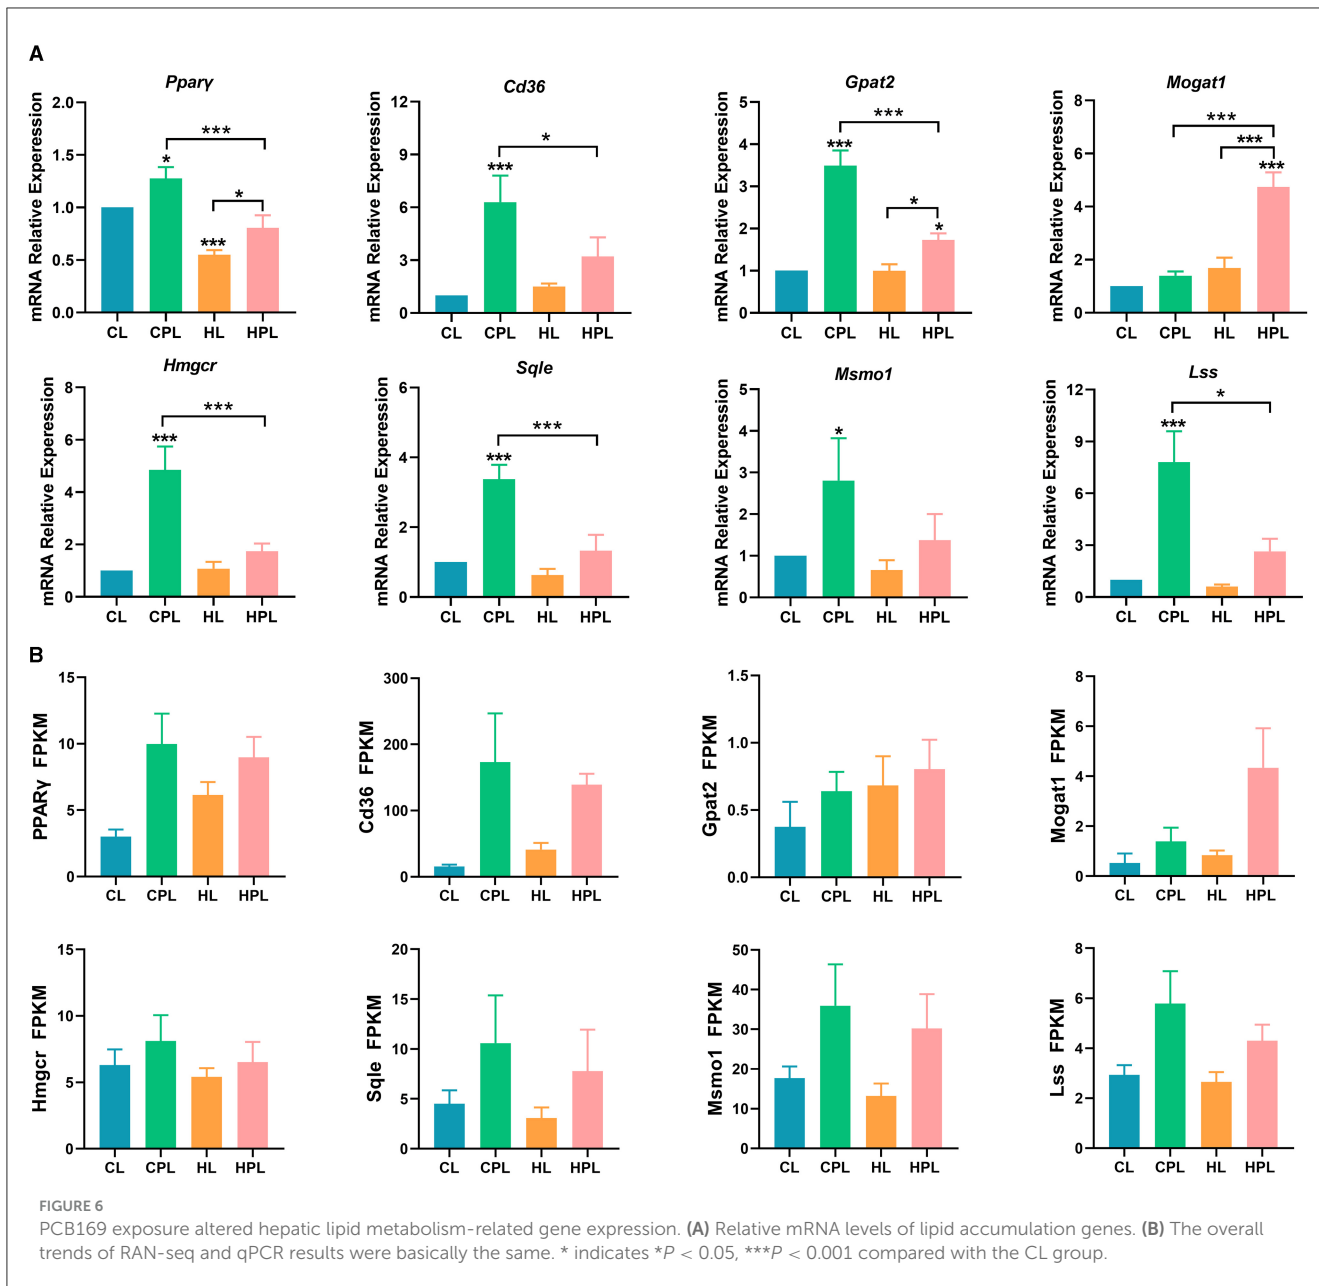 A
Pparγ
mRNA Relative Experession
2.0
1.5
1.0
0.5
0.0
*
***
***
*
CL CPL HL HPL
Cd36
mRNA Relative Experession
12
9
6
3
0
***
*
CL CPL HL HPL
Gpat2
mRNA Relative Experession
5
4
3
2
1
0
***
***
*
*
CL CPL HL HPL
Mogat1
mRNA Relative Experession
8
6
4
2
0
***
***
***
CL CPL HL HPL
Hmgcr
mRNA Relative Experession
8
6
4
2
0
***
***
CL CPL HL HPL
Sqle
mRNA Relative Experession
6
4
2
0
***
***
CL CPL HL HPL
Msmo1
mRNA Relative Experession
5
4
3
2
1
0
*
CL CPL HL HPL
Lss
mRNA Relative Experession
12
9
6
3
0
*
***
CL CPL HL HPL
B
PPARγ FPKM
15
10
5
0
CL CPL HL HPL
Cd36 FPKM
300
200
100
0
CL CPL HL HPL
Gpat2 FPKM
1.5
1.0
0.5
0.0
CL CPL HL HPL
Mogat1 FPKM
8
6
4
2
0
CL CPL HL HPL
Hmgcr FPKM
15
10
5
0
CL CPL HL HPL
Sqle FPKM
20
15
10
5
0
CL CPL HL HPL
Msmo1 FPKM
50
40
30
20
10
0
CL CPL HL HPL
Lss FPKM
8
6
4
2
0
CL CPL HL HPL
FIGURE 6
PCB169 exposure altered hepatic lipid metabolism-related gene expression. (A) Relative mRNA levels of lipid accumulation genes. (B) The overall
trends of RAN-seq and qPCR results were basically the same. * indicates *P < 0.05, ***P < 0.001 compared with the CL group.